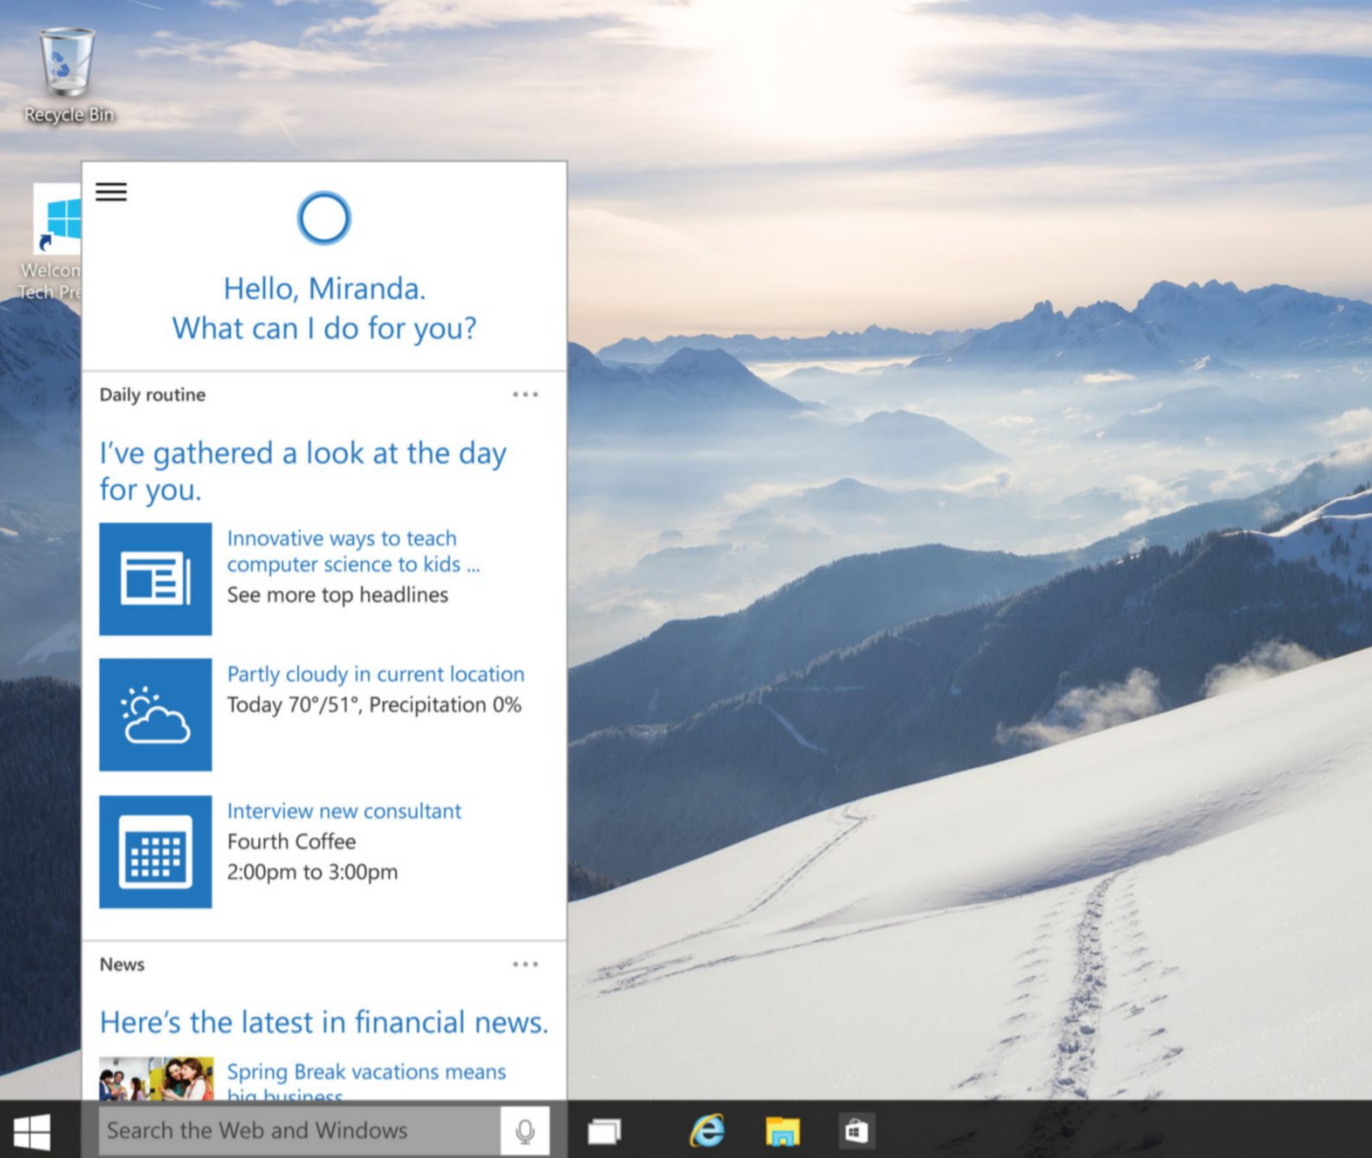 Recycle Bin
Tech
Hello, Miranda.
What can I do for you?
Daily routine
I've gathered a look at the day
for you.
Innovative ways to teach
computer science to kids ...
See more top headlines
Partly cloudy in current location
Today 70°/51°, Precipitation 0%
Interview new consultant
Fourth Coffee
2:00pm to 3:00pm
News
Here's the latest in financial news.
Spring Break vacations means
big business
Search the Web and Windows